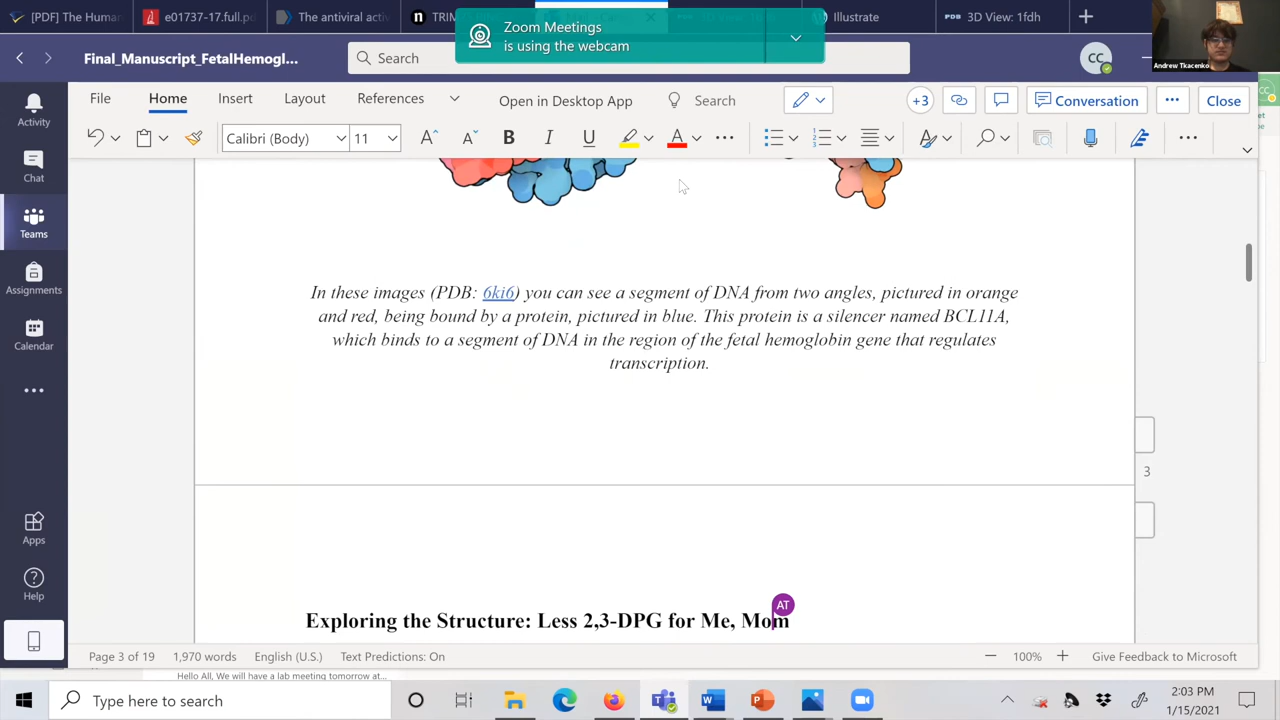 [PDF] The Human
e01737-17.full.pd
The antiviral activ
TRIM
3D View: 1fdh
Illustrate
PDB
Zoom Meetings
is using the webcam
Andrew Tkacenko
Final_Manuscript_FetalHemogl...
Search
CC
File
Home
Insert
Layout
References
Open in Desktop App
Search
+3
Conversation
Close
Calibri (Body)
11
B
I
U
A
Activity
Chat
Teams
Assignments
Calendar
Apps
Help
In these images (PDB: 6ki6) you can see a segment of DNA from two angles, pictured in orange
and red, being bound by a protein, pictured in blue. This protein is a silencer named BCL11A,
which binds to a segment of DNA in the region of the fetal hemoglobin gene that regulates
transcription.
3
AT
Exploring the Structure: Less 2,3-DPG for Me, Mom
Page 3 of 19
1,970 words
English (U.S.)
Text Predictions: On
100%
Give Feedback to Microsoft
Hello All, We will have a lab meeting tomorrow at...
Type here to search
2:03 PM
1/15/2021